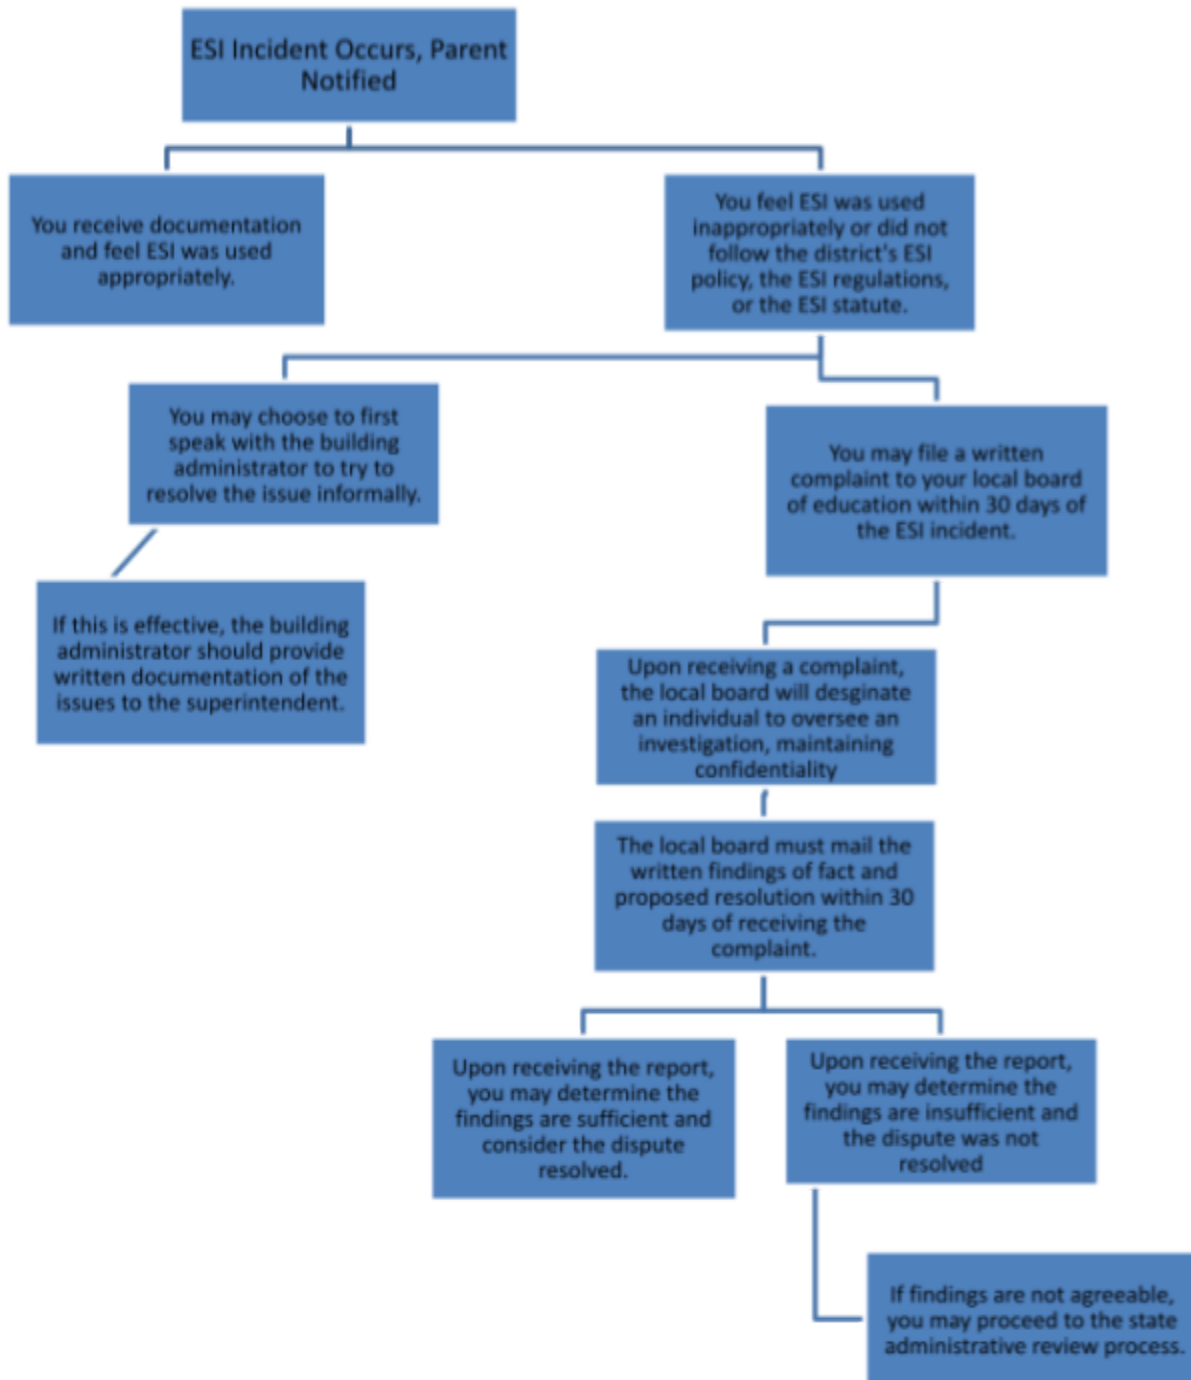 ESI Incident Occurs, Parent
Notified
You receive documentation
and feel ESI was used
appropriately.
You feel ESI was used
inappropriately or did not
follow the district's ESI
policy, the ESI regulations,
or the ESI statute.
You may choose to first
speak with the building
administrator to try to
resolve the issue informally.
You may file a written
complaint to your local board
of education within 30 days of
the ESI incident.
If this is effective, the building
administrator should provide
written documentation of the
issues to the superintendent.
Upon receiving a complaint,
the local board will desginate
an individual to oversee an
investigation, maintaining
confidentiality
The local board must mail the
written findings of fact and
proposed resolution within 30
days of receiving the
complaint.
Upon receiving the report,
you may determine the
findings are sufficient and
consider the dispute
resolved.
Upon receiving the report,
you may determine the
findings are insufficient and
the dispute was not
resolved
If findings are not agreeable,
you may proceed to the state
administrative review process.